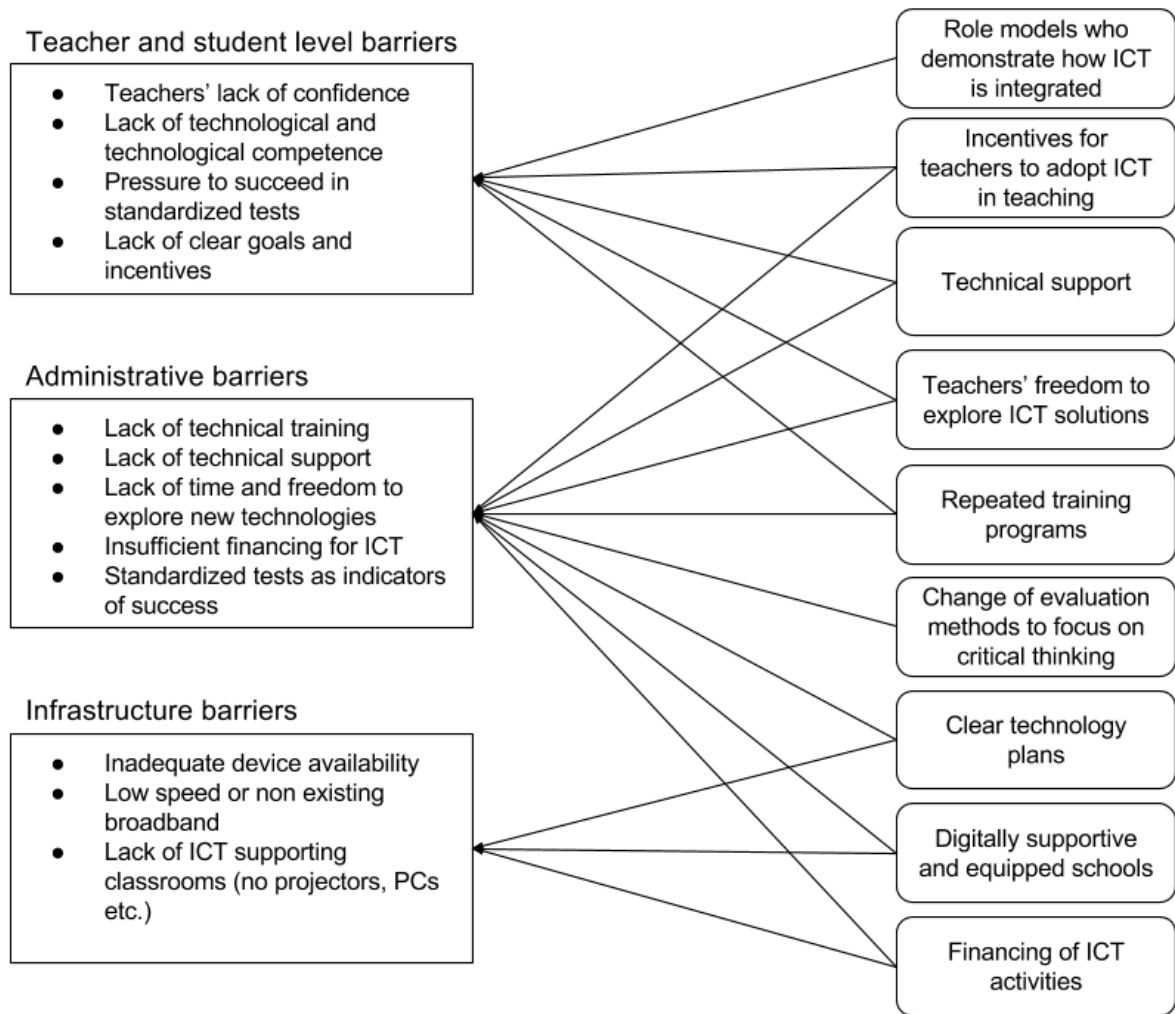 Teacher and student level barriers
● Teachers’ lack of confidence
● Lack of technological and
technological competence
● Pressure to succeed in
standardized tests
● Lack of clear goals and
incentives
Administrative barriers
● Lack of technical training
● Lack of technical support
● Lack of time and freedom to
explore new technologies
● Insufficient financing for ICT
● Standardized tests as indicators
of success
Infrastructure barriers
● Inadequate device availability
● Low speed or non existing
broadband
● Lack of ICT supporting
classrooms (no projectors, PCs
etc.)
Role models who
demonstrate how ICT
is integrated
Incentives for
teachers to adopt ICT
in teaching
Technical support
Teachers’ freedom to
explore ICT solutions
Repeated training
programs
Change of evaluation
methods to focus on
critical thinking
Clear technology
plans
Digitally supportive
and equipped schools
Financing of ICT
activities